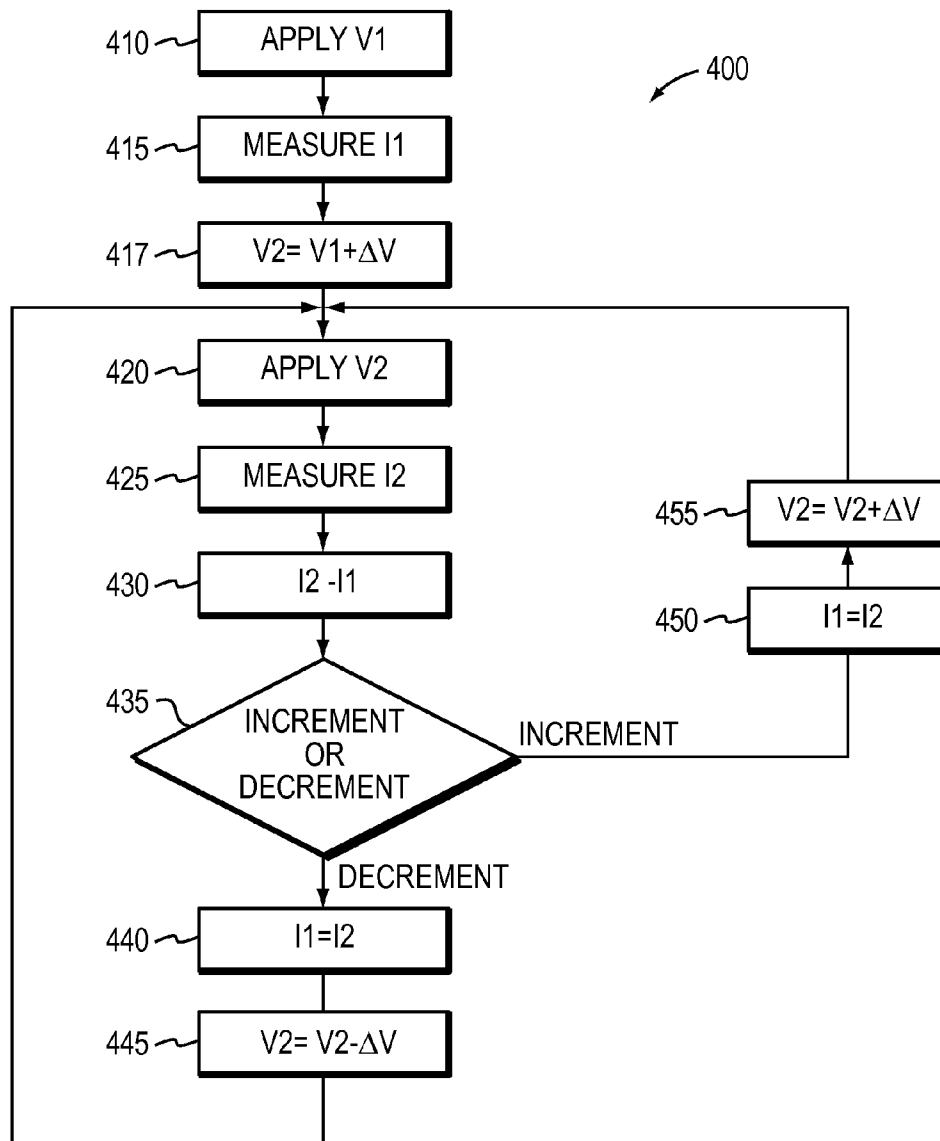 410
APPLY V1
400
415
MEASURE I1
417
V2= V1+ΔV
420
APPLY V2
425
MEASURE I2
455
V2= V2+ΔV
430
I2 -I1
450
I1=I2
435
INCREMENT
OR
DECREMENT
INCREMENT
DECREMENT
440
I1=I2
445
V2= V2-ΔV